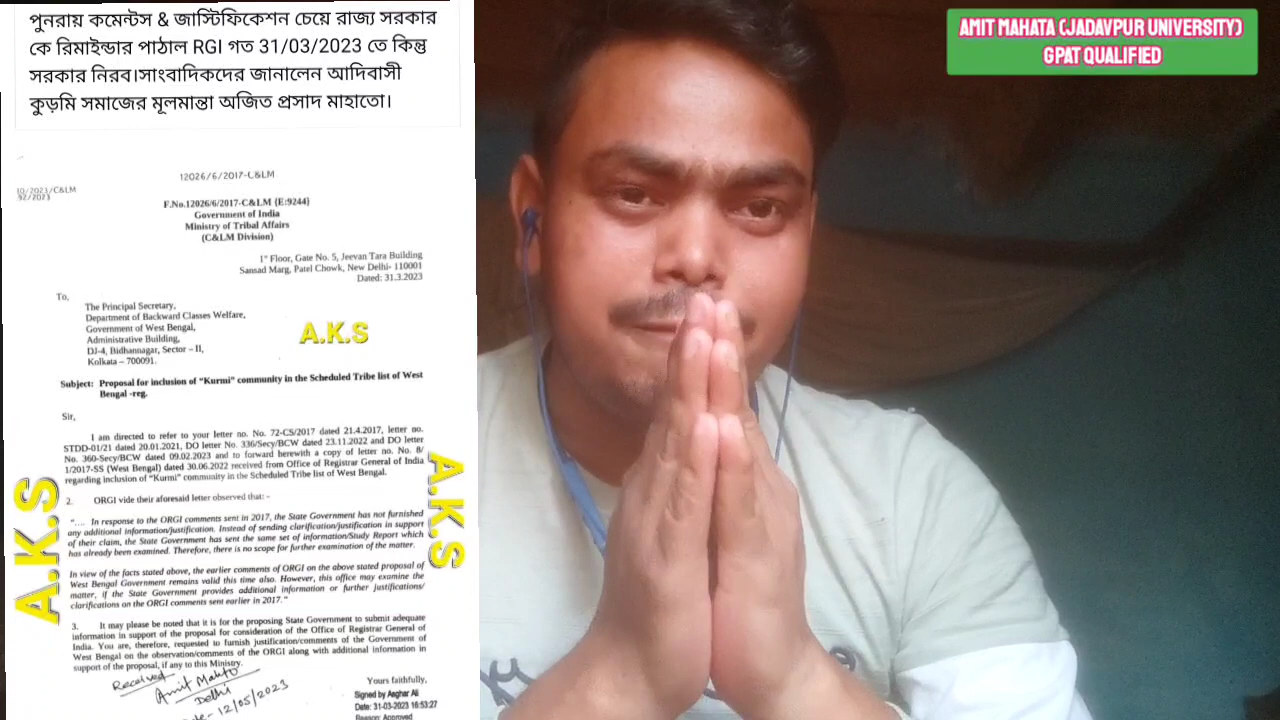 পুনরায় কমেন্টস & জাস্টিফিকেশন চেয়ে রাজ্য সরকার
কে রিমাইন্ডার পাঠাল RGI গত 31/03/2023 তে কিন্তু
সরকার নিরব।সাংবাদিকদের জানালেন আদিবাসী
কুড়মি সমাজের মূলমান্তা অজিত প্রসাদ মাহাতো।
12026/6/2017-C&LM
10/2023/C&LM
92/2023
F.No.12026/6/2017-C&LM (E:9244)
Government of India
Ministry of Tribal Affairs
(C&LM Division)
1st Floor, Gate No. 5, Jeevan Tara Building
Sansad Marg, Patel Chowk, New Delhi- 110001
Dated: 31.3.2023
To,
The Principal Secretary,
Department of Backward Classes Welfare,
Government of West Bengal,
Administrative Building,
DJ-4, Bidhannagar, Sector – II,
Kolkata – 700091.
A.K.S
Subject: Proposal for inclusion of "Kurmi" community in the Scheduled Tribe list of West
Bengal -reg.
Sir,
I am directed to refer to your letter no. No. 72-CS/2017 dated 21.4.2017, letter no.
STDD-01/21 dated 20.01.2021, DO letter No. 336/Secy/BCW dated 23.11.2022 and DO letter
No. 360-Secy/BCW dated 09.02.2023 and to forward herewith a copy of letter no. No. 8/
1/2017-SS (West Bengal) dated 30.06.2022 received from Office of Registrar General of India
regarding inclusion of "Kurmi" community in the Scheduled Tribe list of West Bengal.
2. ORGI vide their aforesaid letter observed that: -
".... In response to the ORGI comments sent in 2017, the State Government has not furnished
any additional information/justification. Instead of sending clarification/justification in support
of their claim, the State Government has sent the same set of information/Study Report which
has already been examined. Therefore, there is no scope for further examination of the matter.
In view of the facts stated above, the earlier comments of ORGI on the above stated proposal of
West Bengal Government remains valid this time also. However, this office may examine the
matter, if the State Government provides additional information or further justifications/
clarifications on the ORGI comments sent earlier in 2017."
3. It may please be noted that it is for the proposing State Government to submit adequate
information in support of the proposal for consideration of the Office of Registrar General of
India. You are, therefore, requested to furnish justification/comments of the Government of
West Bengal on the observation/comments of the ORGI along with additional information in
support of the proposal, if any to this Ministry.
A.K.S
A.K.S
Received
Amit Mahto
Delhi
12/05/2023
Yours faithfully,
Signed by Asghar Ali
Date: 31-03-2023 16:53:27
Reason: Approved
AMIT MAHATA (JADAVPUR UNIVERSITY)
GPAT QUALIFIED